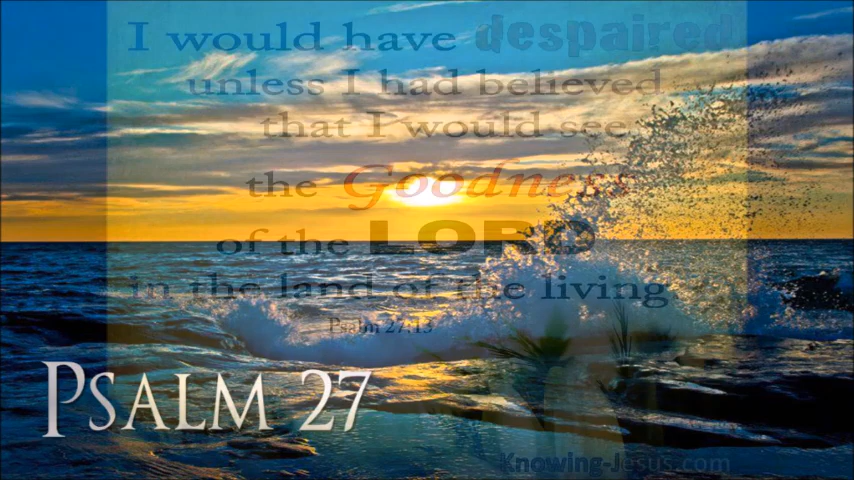 I would have despaired
unless I had believed
that I would see
the Goodness
of the LORD
in the land of the living
Psalm 27:13
PSALM 27
Knowing-Jesus.com